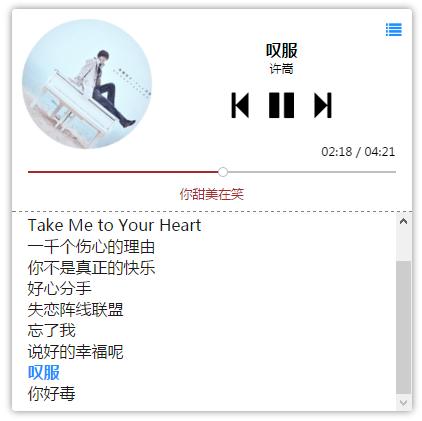 叹服
许嵩
02:18 / 04:21
你甜美在笑
Take Me to Your Heart
一千个伤心的理由
你不是真正的快乐
好心分手
失恋阵线联盟
忘了我
说好的幸福呢
叹服
你好毒